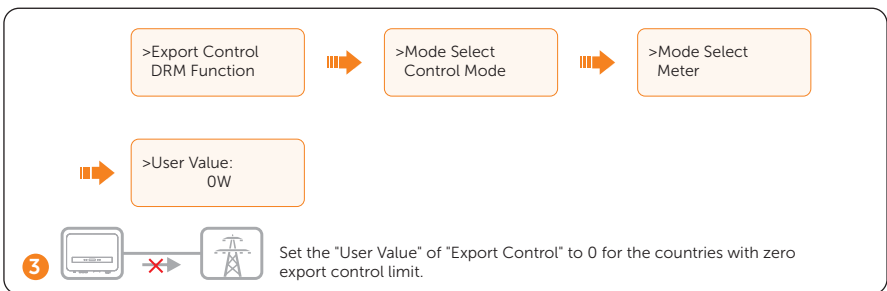 >Export Control
DRM Function
>Mode Select
Control Mode
>Mode Select
Meter
>User Value:
0W
3
Set the "User Value" of "Export Control" to 0 for the countries with zero
export control limit.